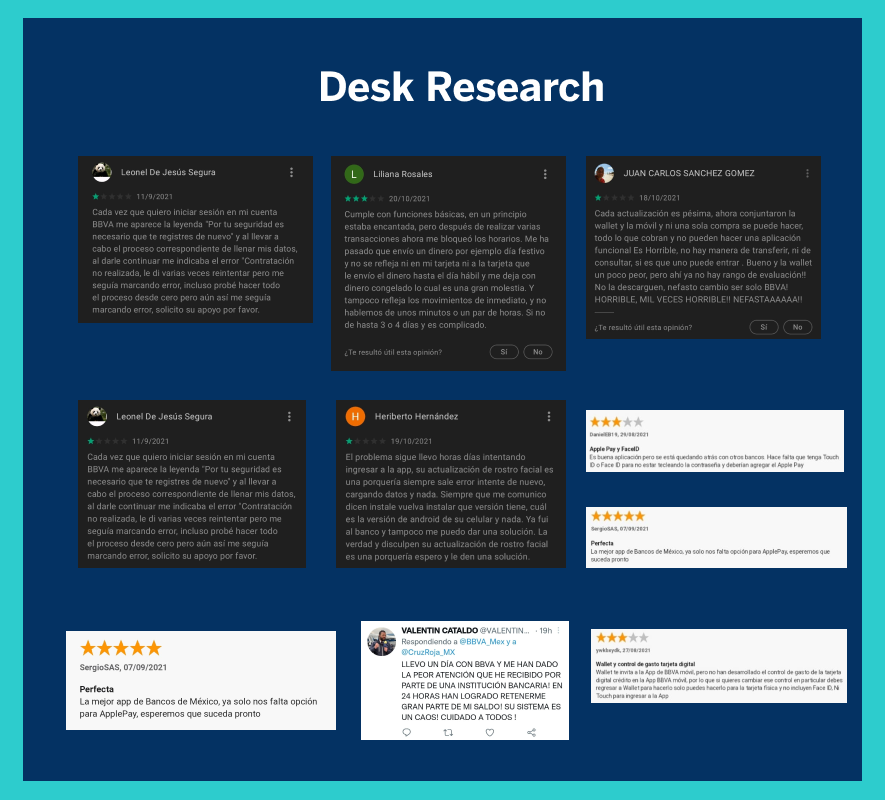 Desk Research
Leonel De Jesús Segura
11/9/2021
Cada vez que quiero iniciar sesión en mi cuenta
BBVA me aparece la leyenda "Por tu seguridad es
necesario que te registres de nuevo" y al llevar a
cabo el proceso correspondiente de llenar mis datos,
al darle continuar me indicaba el error "Contratación
no realizada, le di varias veces reintentar pero me
seguía marcando error, incluso probé hacer todo
el proceso desde cero pero aún así me seguía
marcando error, solicito su apoyo por favor.
L
Liliana Rosales
20/10/2021
Cumple con funciones básicas, en un principio
estaba encantada, pero después de realizar varias
transacciones ahora me bloqueó los horarios. Me ha
pasado que envío un dinero por ejemplo día festivo
y no se refleja ni en mi tarjeta ni a la tarjeta que
le envío el dinero hasta el día hábil y me deja con
dinero congelado lo cual es una gran molestia. Y
tampoco refleja los movimientos de inmediato, y no
hablemos de unos minutos o un par de horas. Si no
de hasta 3 o 4 días y es complicado.
¿Te resultó útil esta opinión?
Sí
No
JUAN CARLOS SANCHEZ GOMEZ
18/10/2021
Cada actualización es pésima, ahora conjuntaron la
wallet y la móvil y ni una sola compra se puede hacer,
todo lo que cobran y no pueden hacer una aplicación
funcional Es Horrible, no hay manera de transferir, ni de
consultar, si es que uno puede entrar . Bueno y la wallet
un poco peor, pero ahí ya no hay rango de evaluación!!
No la descarguen, nefasto cambio ser solo BBVA!
HORRIBLE, MIL VECES HORRIBLE!! NEFASTAAAAAA!!
¿Te resultó útil esta opinión?
Sí
No
Leonel De Jesús Segura
11/9/2021
Cada vez que quiero iniciar sesión en mi cuenta
BBVA me aparece la leyenda "Por tu seguridad es
necesario que te registres de nuevo" y al llevar a
cabo el proceso correspondiente de llenar mis datos,
al darle continuar me indicaba el error "Contratación
no realizada, le di varias veces reintentar pero me
seguía marcando error, incluso probé hacer todo
el proceso desde cero pero aún así me seguía
marcando error, solicito su apoyo por favor.
H
Heriberto Hernández
19/10/2021
El problema sigue llevo horas días intentando
ingresar a la app, su actualización de rostro facial es
una porquería siempre sale error intente de nuevo,
cargando datos y nada. Siempre que me comunico
dicen instale vuelva instalar que versión tiene, cuál
es la versión de android de su celular y nada. Ya fui
al banco y tampoco me puedo dar una solución. La
verdad y disculpen su actualización de rostro facial
es una porquería espero y le den una solución.
DanielEB19, 29/08/2021
Apple Pay y FaceID
Es buena aplicación pero se está quedando atrás con otros bancos. Hace falta que tenga Touch
ID o Face ID para no estar tecleando la contraseña y deberían agregar el Apple Pay
SergioSAS, 07/09/2021
Perfecta
La mejor app de Bancos de México, ya solo nos falta opción para ApplePay, esperemos que
suceda pronto
SergioSAS, 07/09/2021
Perfecta
La mejor app de Bancos de México, ya solo nos falta opción
para ApplePay, esperemos que suceda pronto
VALENTIN CATALDO @VALENTIN... · 19h
Respondiendo a @BBVA_Mex y a
@CruzRoja_MX
LLEVO UN DÍA CON BBVA Y ME HAN DADO
LA PEOR ATENCIÓN QUE HE RECIBIDO POR
PARTE DE UNA INSTITUCIÓN BANCARIA! EN
24 HORAS HAN LOGRADO RETENERME
GRAN PARTE DE MI SALDO! SU SISTEMA ES
UN CAOS! CUIDADO A TODOS !
27/08/2021
Wallet y control de gasto tarjeta digital
Wallet te invita a la App de BBVA móvil, pero no han desarrollado el control de gasto de la tarjeta
digital crédito en la App BBVA móvil, por lo que si quieres cambiar ese control en particular debes
regresar a Wallet para hacerlo solo puedes hacerlo para la tarjeta física y no incluyen Face ID, Ni
Touch para ingresar a la App